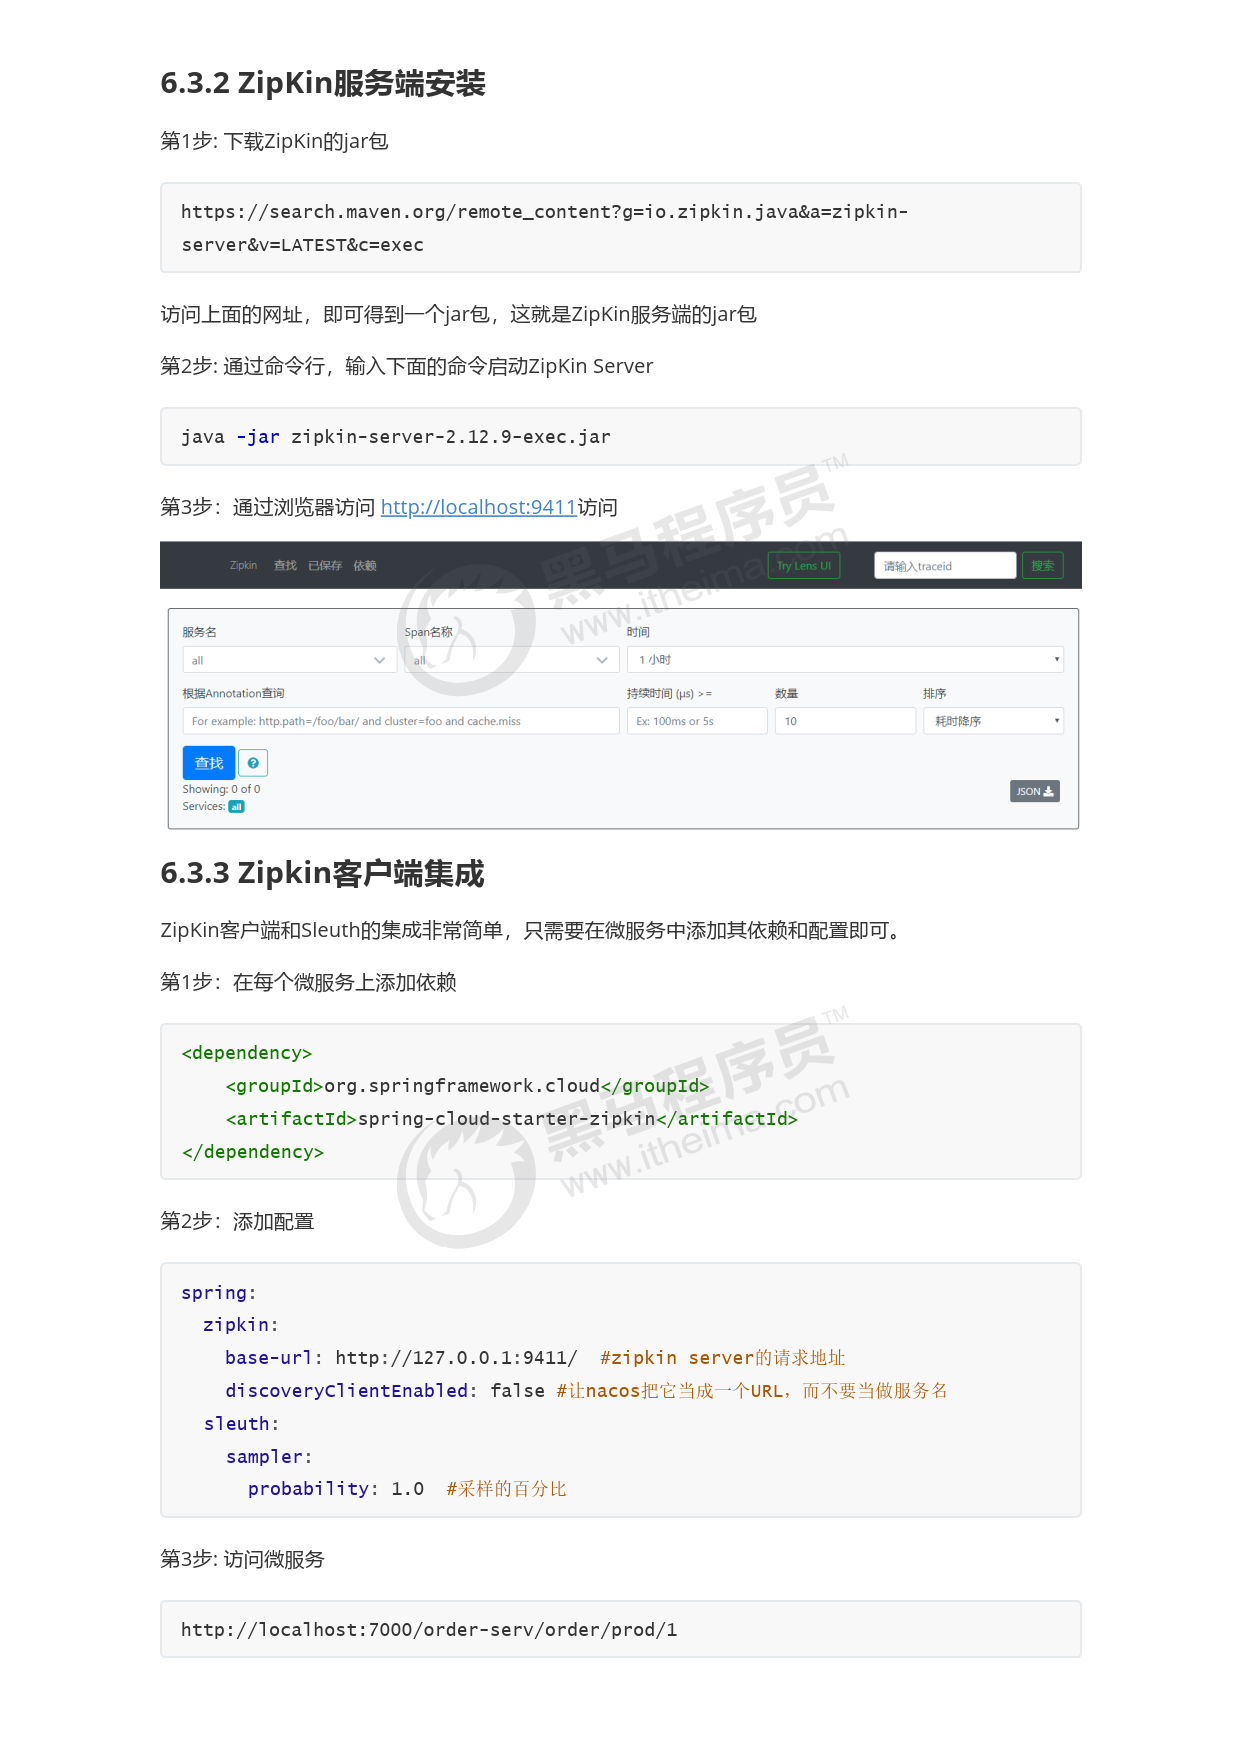 6.3.2 ZipKin服务端安装
第1步: 下载ZipKin的jar包
https://search.maven.org/remote_content?g=io.zipkin.java&a=zipkin-
server&v=LATEST&c=exec
访问上面的网址，即可得到一个jar包，这就是ZipKin服务端的jar包
第2步: 通过命令行，输入下面的命令启动ZipKin Server
java -jar zipkin-server-2.12.9-exec.jar
第3步：通过浏览器访问 http://localhost:9411访问
Zipkin 查找 已保存 依赖 Try Lens UI 请输入traceid 搜索
服务名 Span名称 时间
all all 1 小时
根据Annotation查询 持续时间 (μs) >= 数量 排序
For example: http.path=/foo/bar/ and cluster=foo and cache.miss Ex: 100ms or 5s 10 耗时降序
查找
Showing: 0 of 0
JSON
Services: all
黑马程序员TM
www.itheima.com
6.3.3 Zipkin客户端集成
ZipKin客户端和Sleuth的集成非常简单，只需要在微服务中添加其依赖和配置即可。
第1步：在每个微服务上添加依赖
<dependency>
    <groupId>org.springframework.cloud</groupId>
    <artifactId>spring-cloud-starter-zipkin</artifactId>
</dependency>
黑马程序员TM
www.itheima.com
第2步：添加配置
spring:
  zipkin:
    base-url: http://127.0.0.1:9411/  #zipkin server的请求地址
    discoveryClientEnabled: false #让nacos把它当成一个URL，而不要当做服务名
  sleuth:
    sampler:
      probability: 1.0  #采样的百分比
第3步: 访问微服务
http://localhost:7000/order-serv/order/prod/1